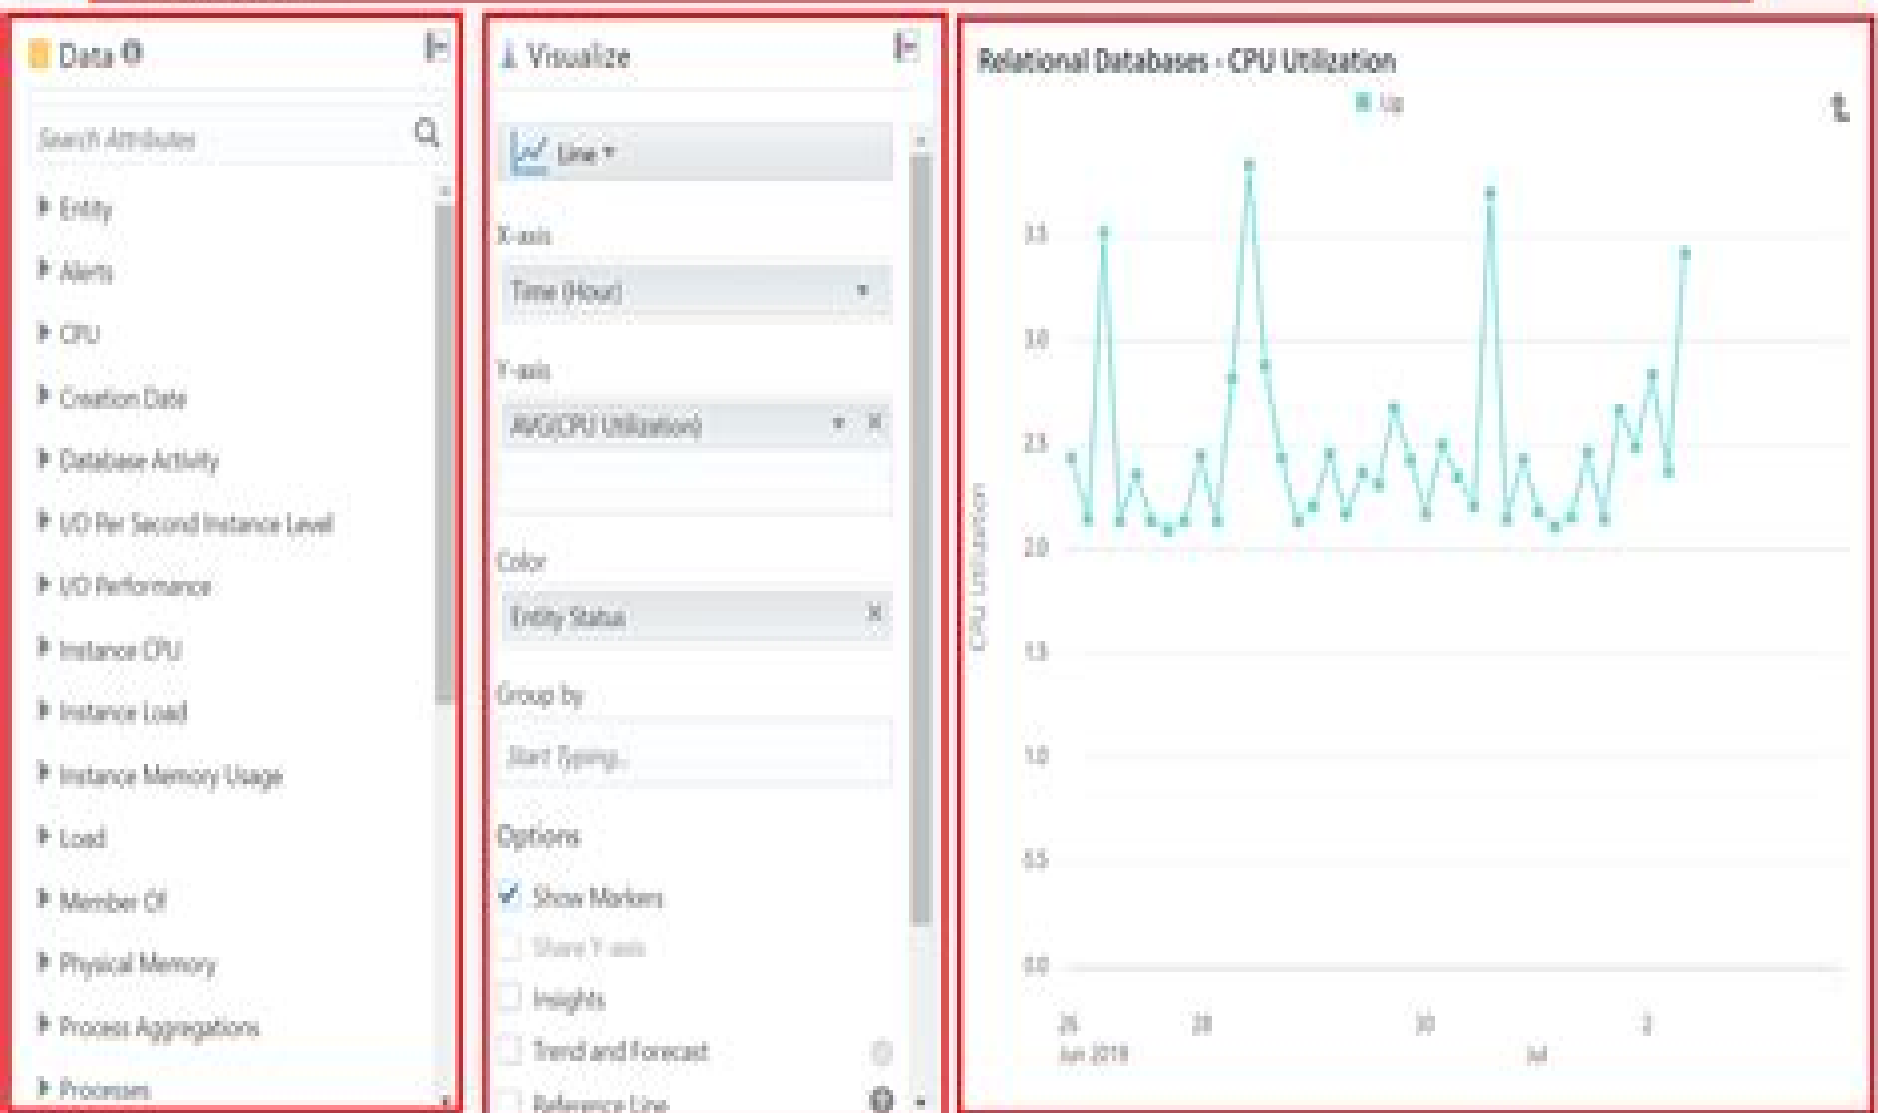 Data
Search Attributes
Entity
Alerts
CPU
Creation Date
Database Activity
I/O Per Second Instance Level
I/O Performance
Instance CPU
Instance Load
Instance Memory Usage
Load
Member Of
Physical Memory
Process Aggregations
Processes
Visualize
Line
X-axis
Time (Hour)
Y-axis
AVG(CPU Utilization)
Color
Entity Status
Group by
Start Typing...
Options
Show Markers
Share Y-axis
Insights
Trend and Forecast
Reference Line
Relational Databases - CPU Utilization
Up
CPU Utilization
3.5
3.0
2.5
2.0
1.5
1.0
0.5
0.0
26 28 30 2
Jun 2018 Jul